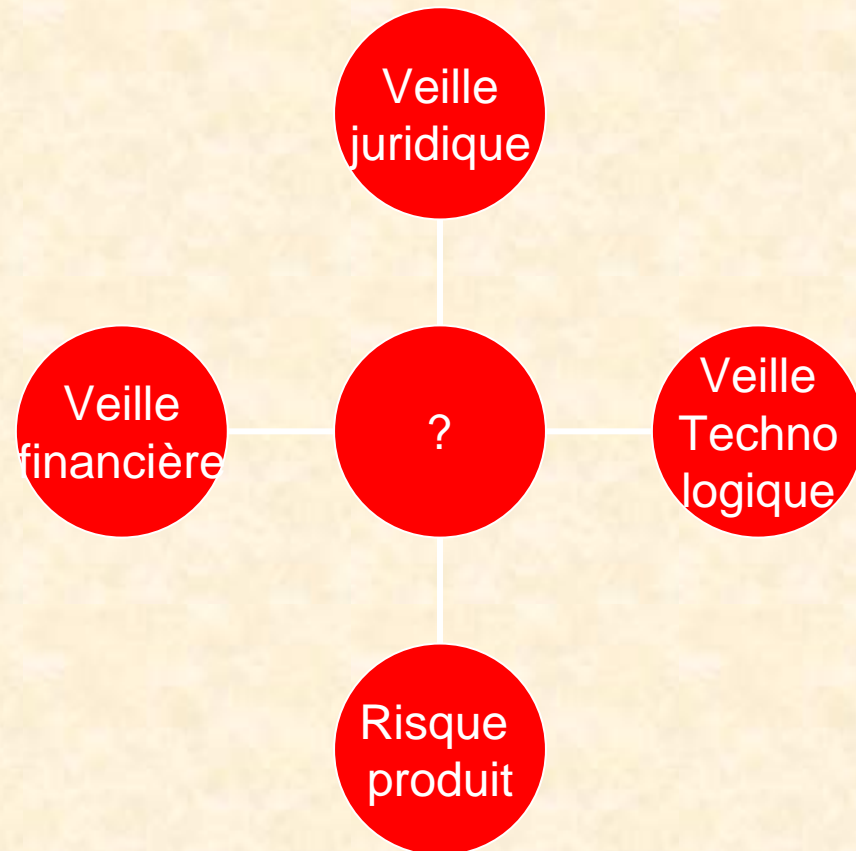 Veille
juridique
Veille
financière
?
Veille
Techno
logique
Risque
produit